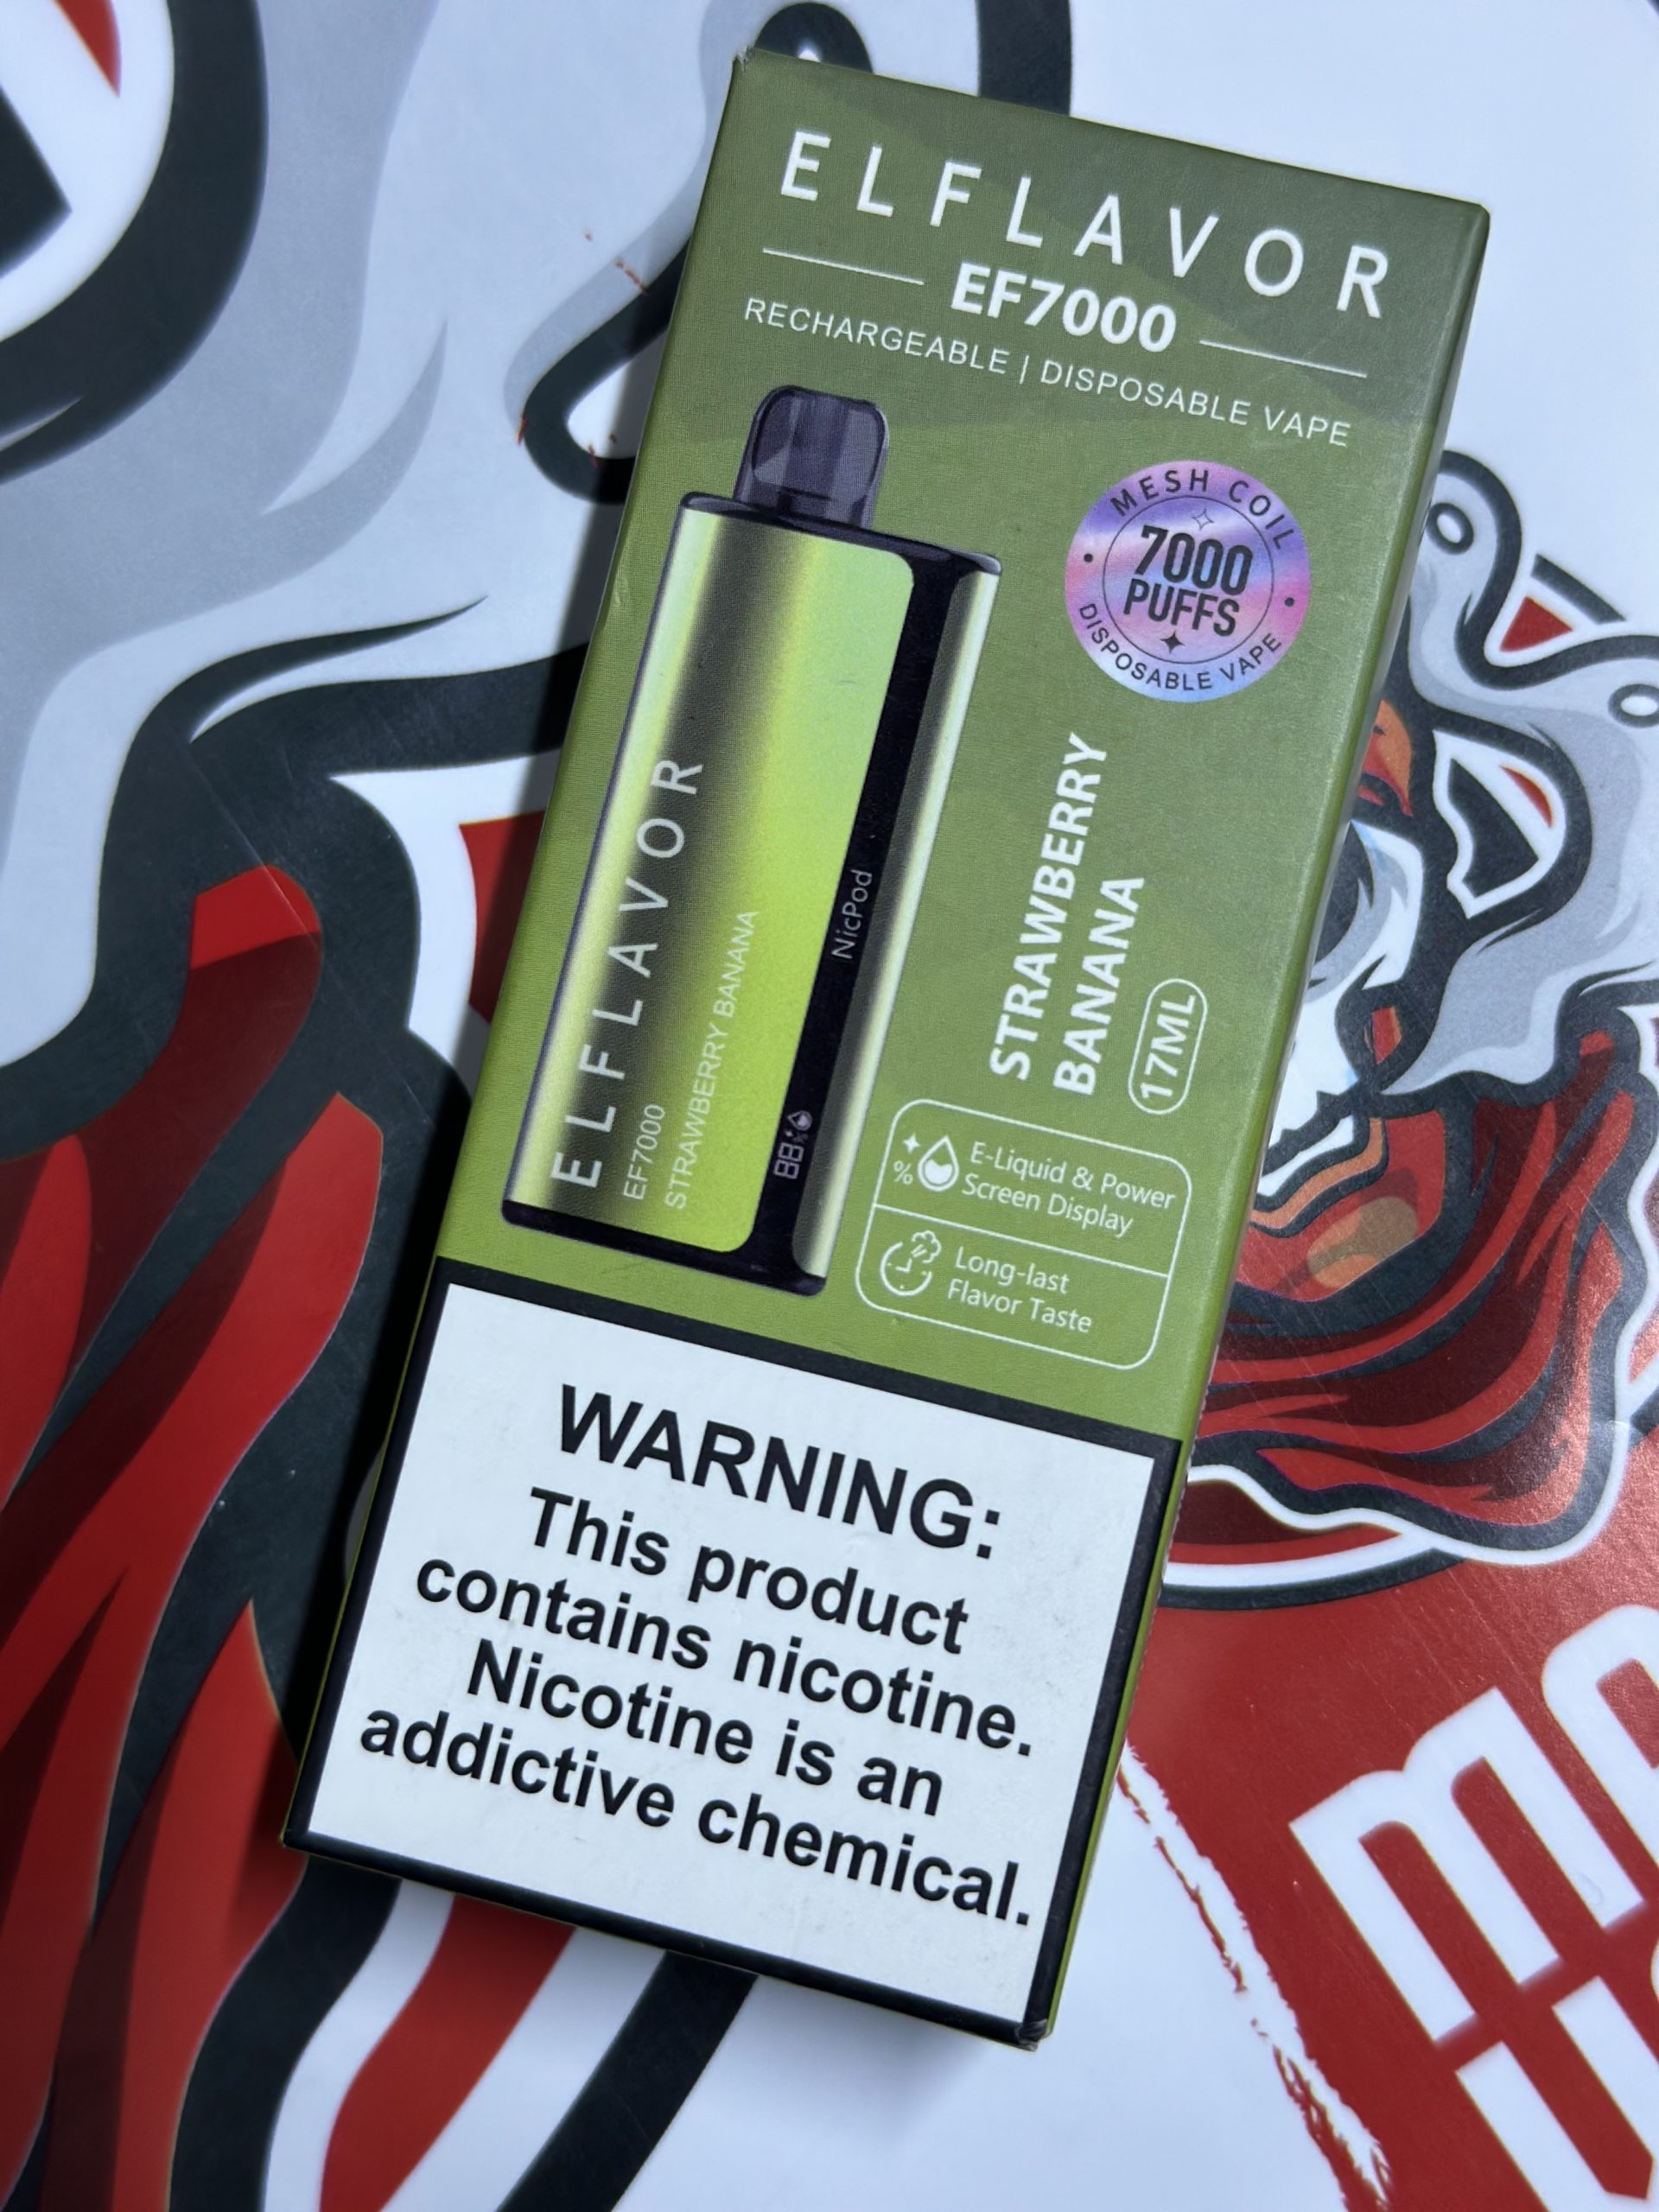 ELFLAVOR
EF7000
RECHARGEABLE | DISPOSABLE VAPE
MESH COIL
7000
PUFFS
DISPOSABLE VAPE
ELFLAVOR
EF7000
STRAWBERRY BANANA
NicPod
88%
STRAWBERRY
BANANA
17ML
%
E-Liquid & Power
Screen Display
Long-last
Flavor Taste
WARNING:
This product
contains nicotine.
Nicotine is an
addictive chemical.